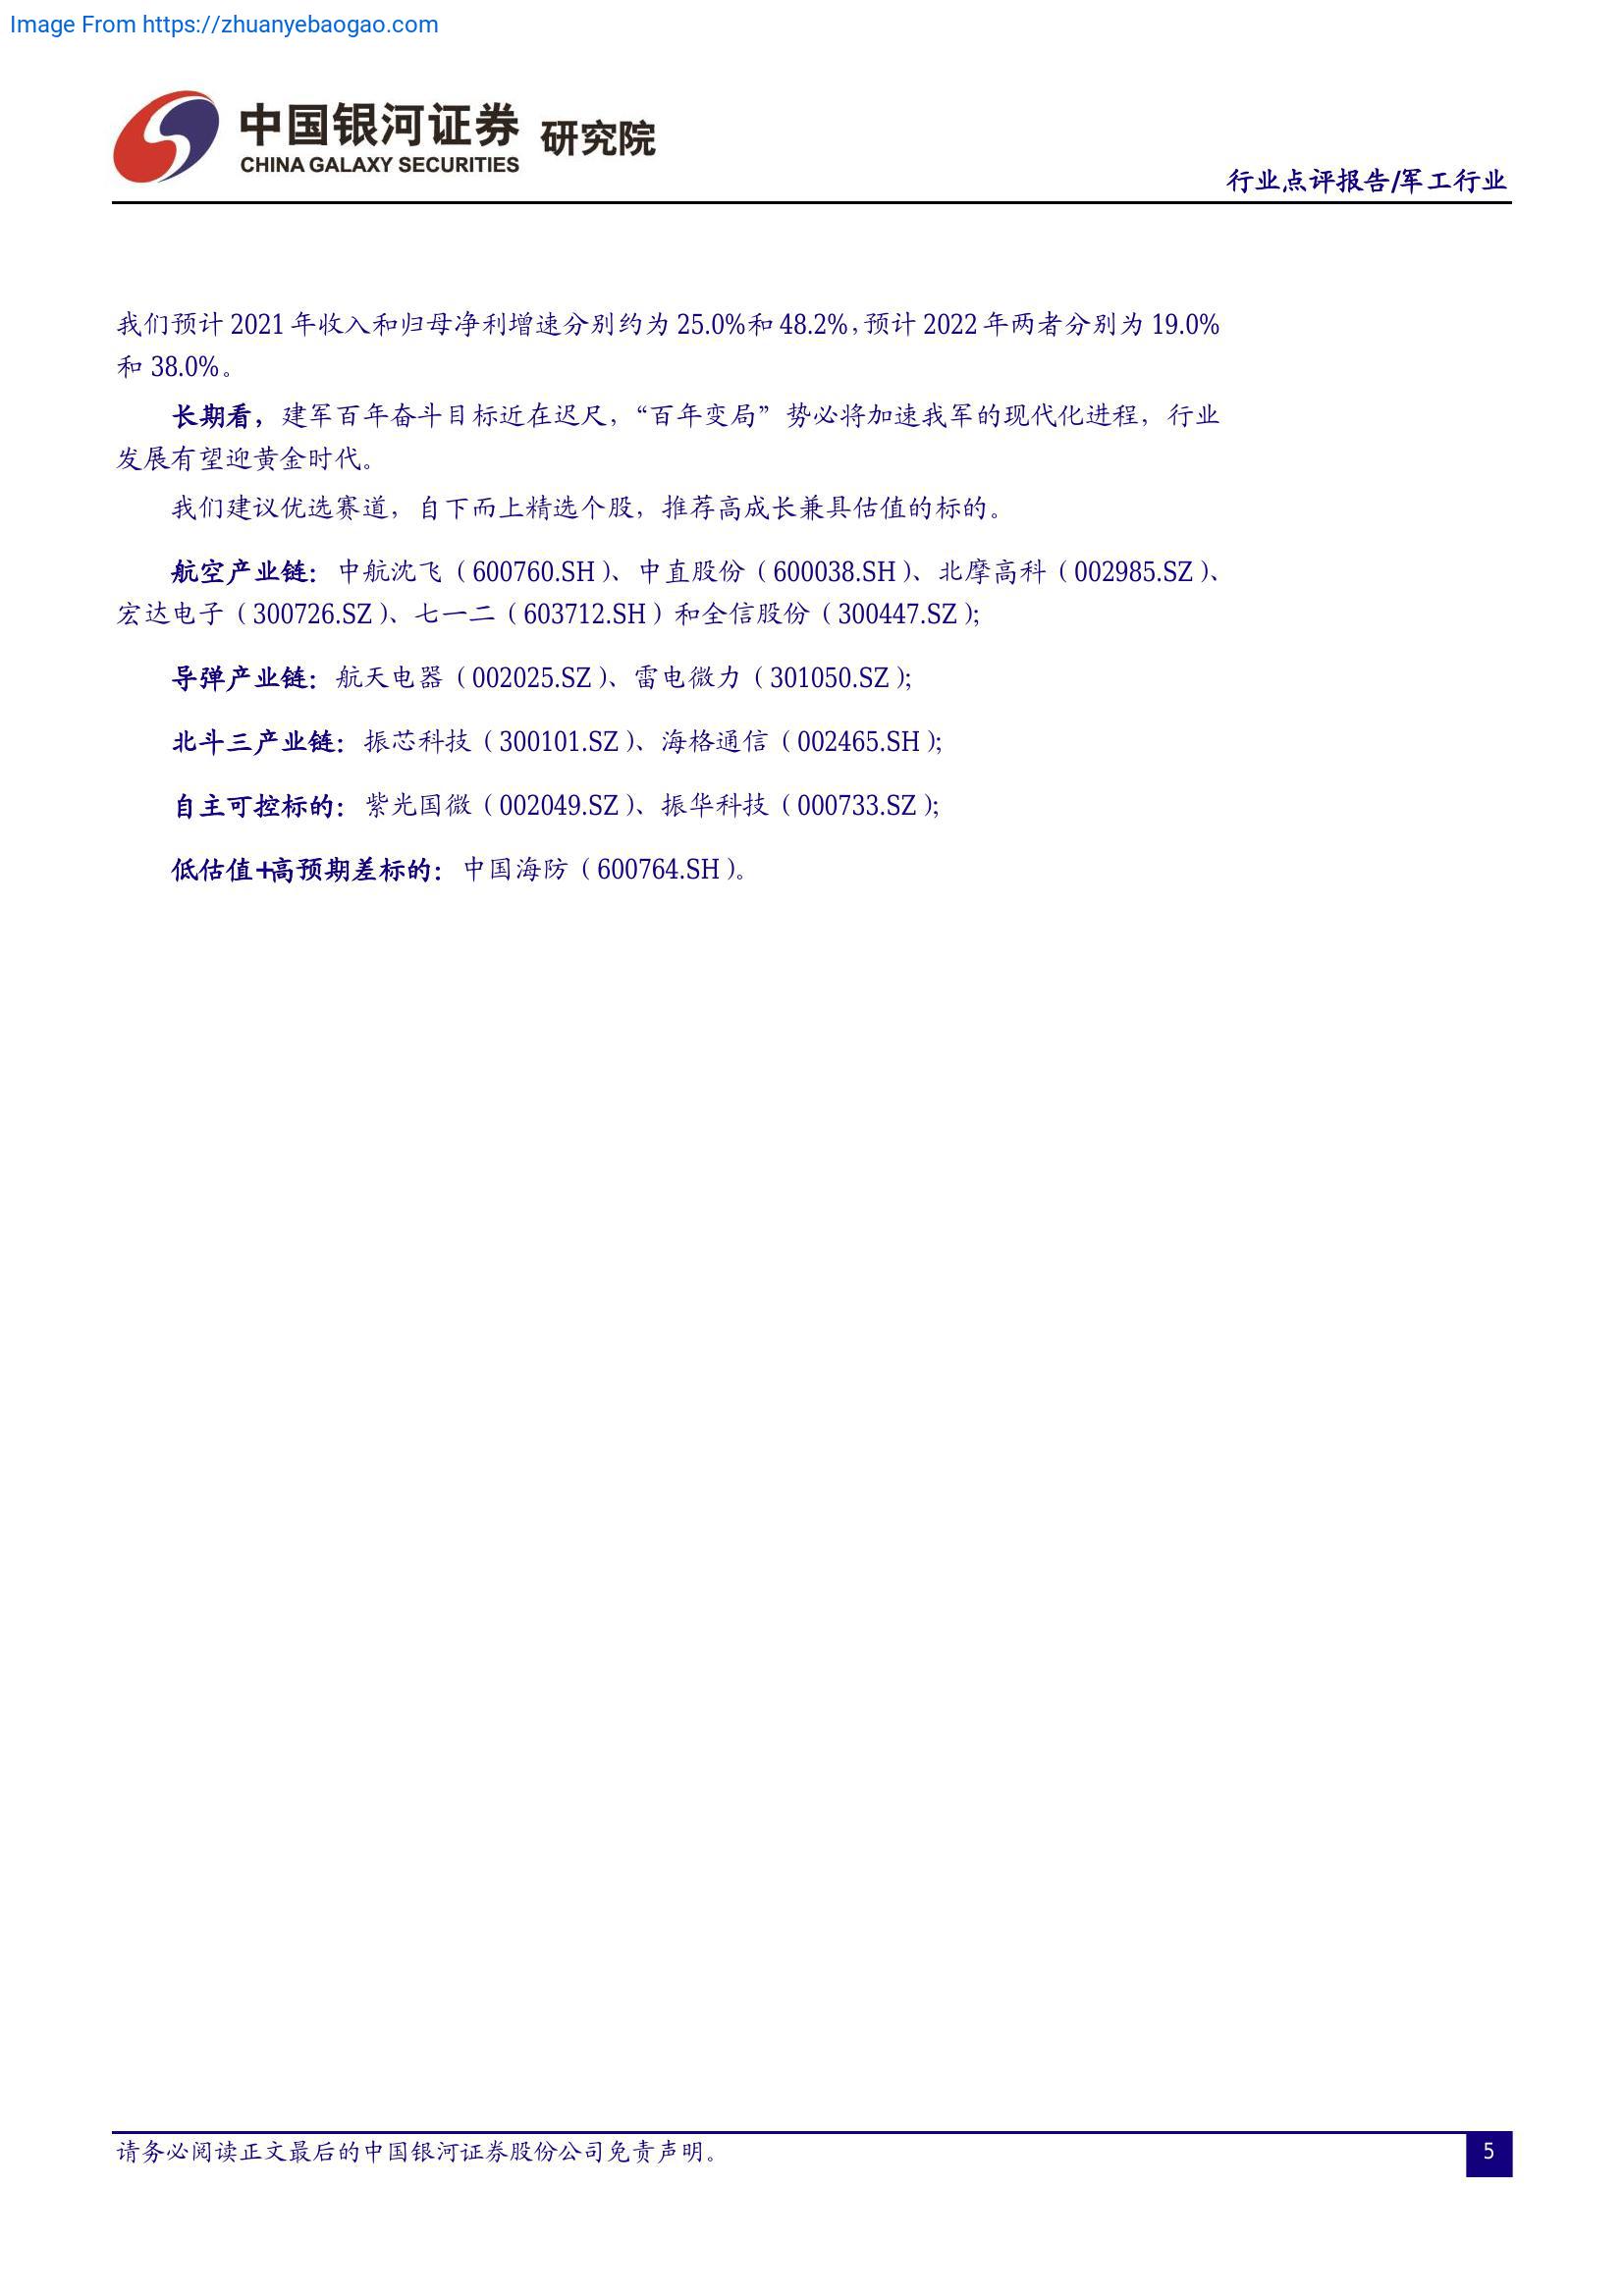 Image From https://zhuanyebaogao.com
中国银河证券 研究院
CHINA GALAXY SECURITIES
行业点评报告/军工行业
我们预计 2021 年收入和归母净利增速分别约为 25.0%和 48.2%，预计 2022 年两者分别为 19.0%
和 38.0%。
长期看，建军百年奋斗目标近在迟尺，“百年变局”势必将加速我军的现代化进程，行业
发展有望迎黄金时代。
我们建议优选赛道，自下而上精选个股，推荐高成长兼具估值的标的。
航空产业链：中航沈飞（600760.SH）、中直股份（600038.SH）、北摩高科（002985.SZ）、
宏达电子（300726.SZ）、七一二（603712.SH）和全信股份（300447.SZ）；
导弹产业链：航天电器（002025.SZ）、雷电微力（301050.SZ）；
北斗三产业链：振芯科技（300101.SZ）、海格通信（002465.SH）；
自主可控标的：紫光国微（002049.SZ）、振华科技（000733.SZ）；
低估值+高预期差标的：中国海防（600764.SH）。
请务必阅读正文最后的中国银河证券股份公司免责声明。
5